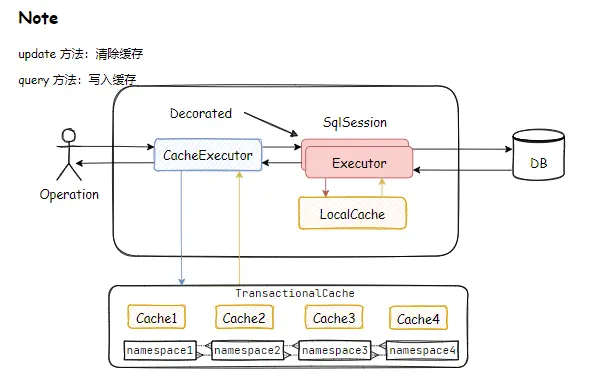 Note
update 方法：清除缓存
query 方法：写入缓存
Decorated
SqlSession
CacheExecutor
Executor
DB
Operation
LocalCache
TransactionalCache
Cache1 Cache2 Cache3 Cache4
namespace1 namespace2 namespace3 namespace4